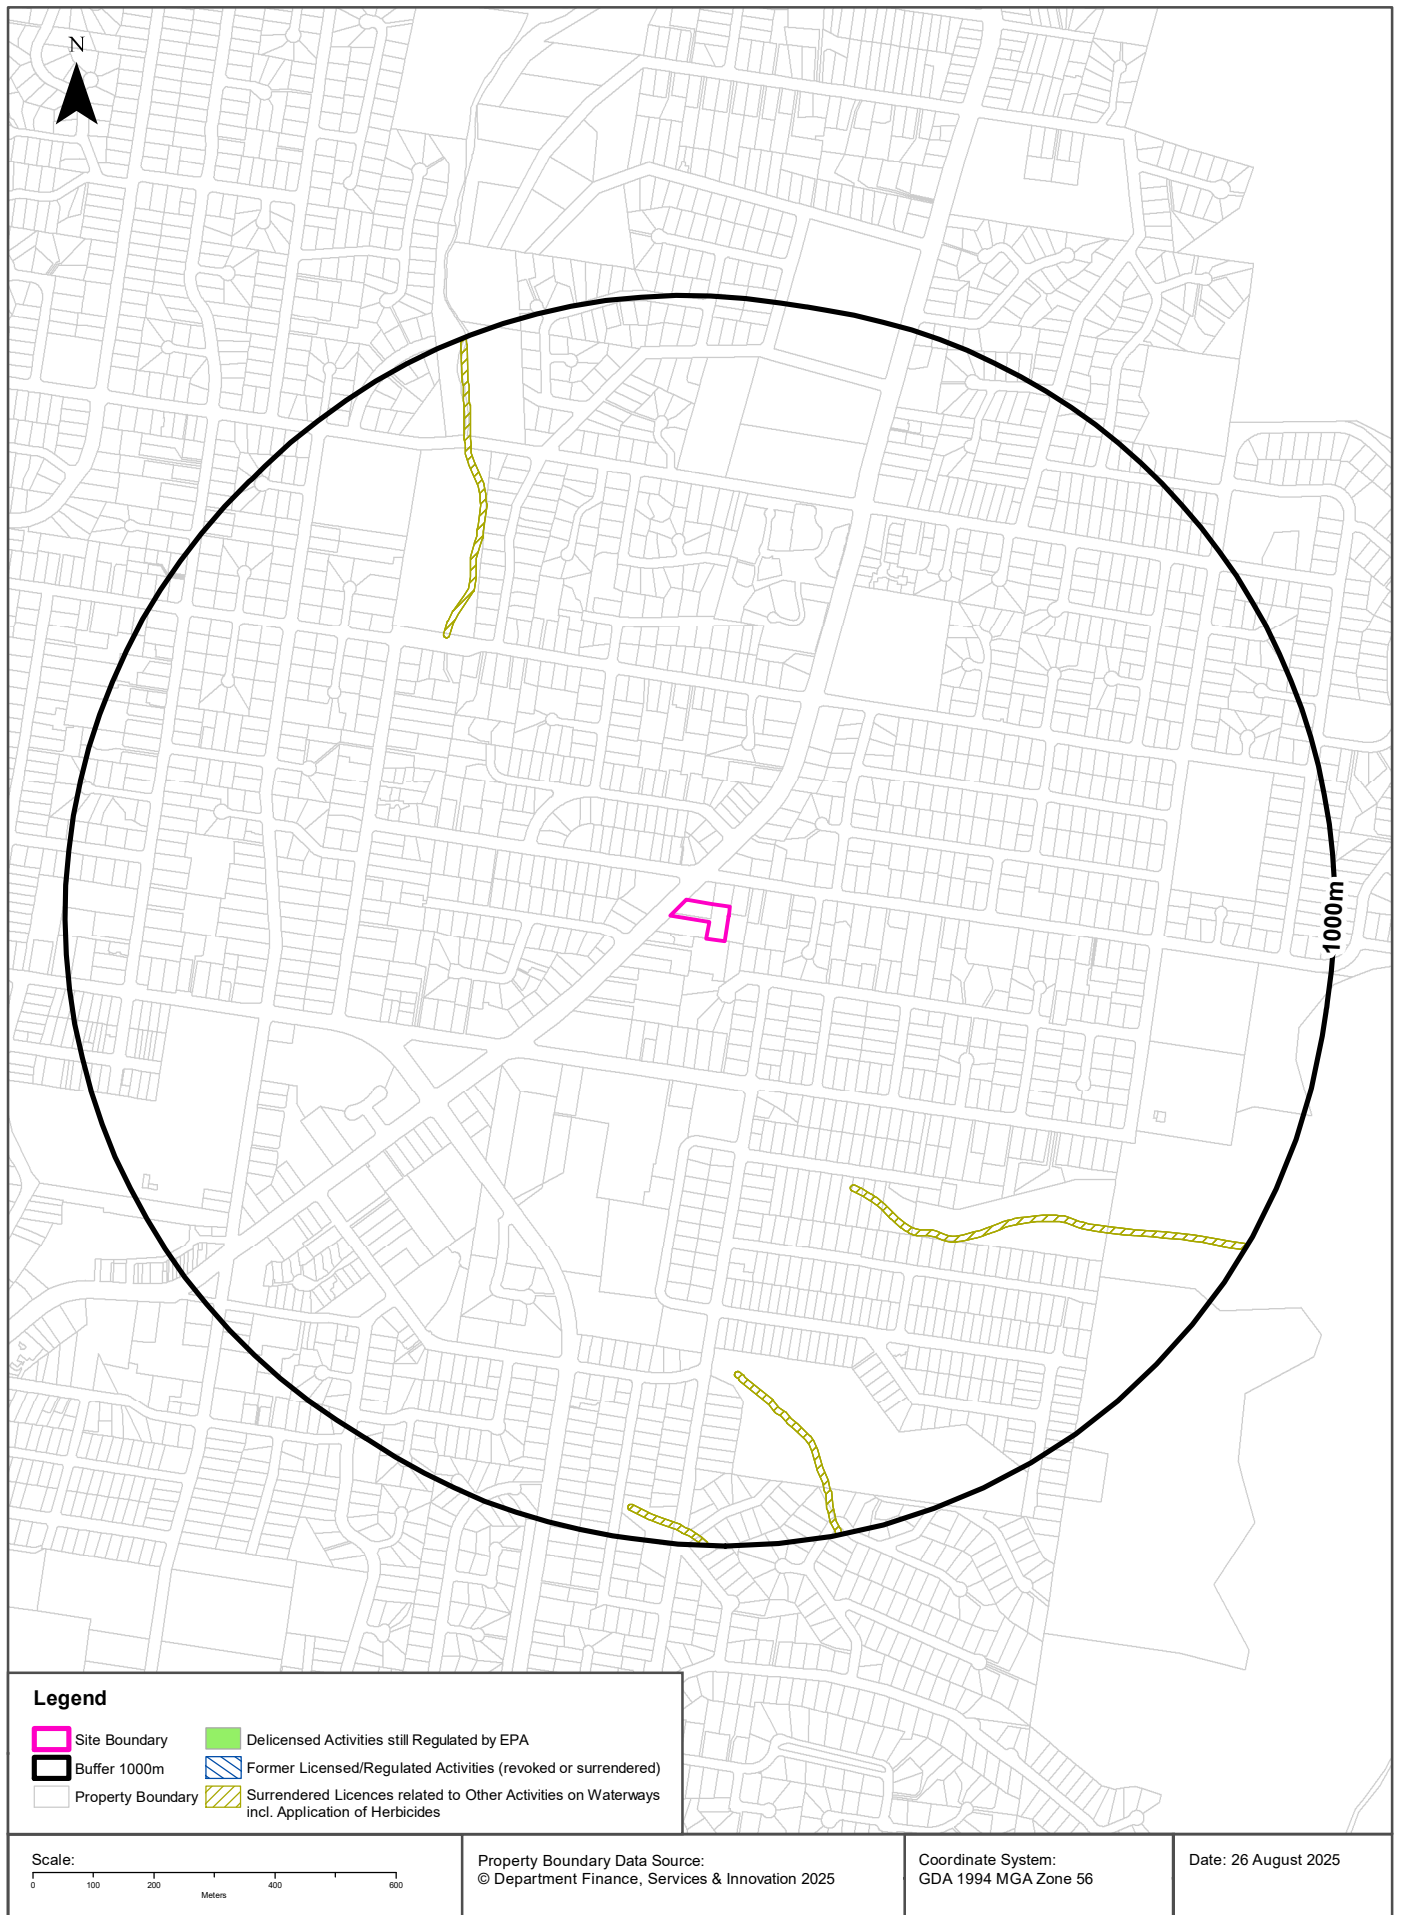 N
1000m
Legend
Site Boundary
Buffer 1000m
Property Boundary
Delicensed Activities still Regulated by EPA
Former Licensed/Regulated Activities (revoked or surrendered)
Surrendered Licences related to Other Activities on Waterways
incl. Application of Herbicides
Scale:
0 100 200 400 600
Meters
Property Boundary Data Source:
© Department Finance, Services & Innovation 2025
Coordinate System:
GDA 1994 MGA Zone 56
Date: 26 August 2025